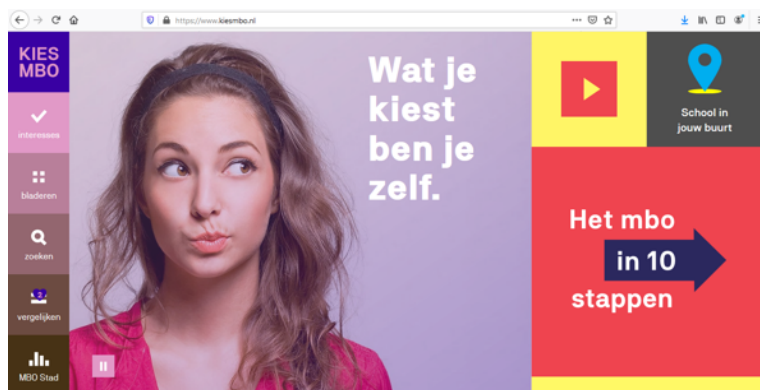 https://www.kiesmbo.nl
KIES
MBO
interesses
bladeren
zoeken
2
vergelijken
MBO Stad
Wat je
kiest
ben je
zelf.
School in
jouw buurt
Het mbo
in 10
stappen